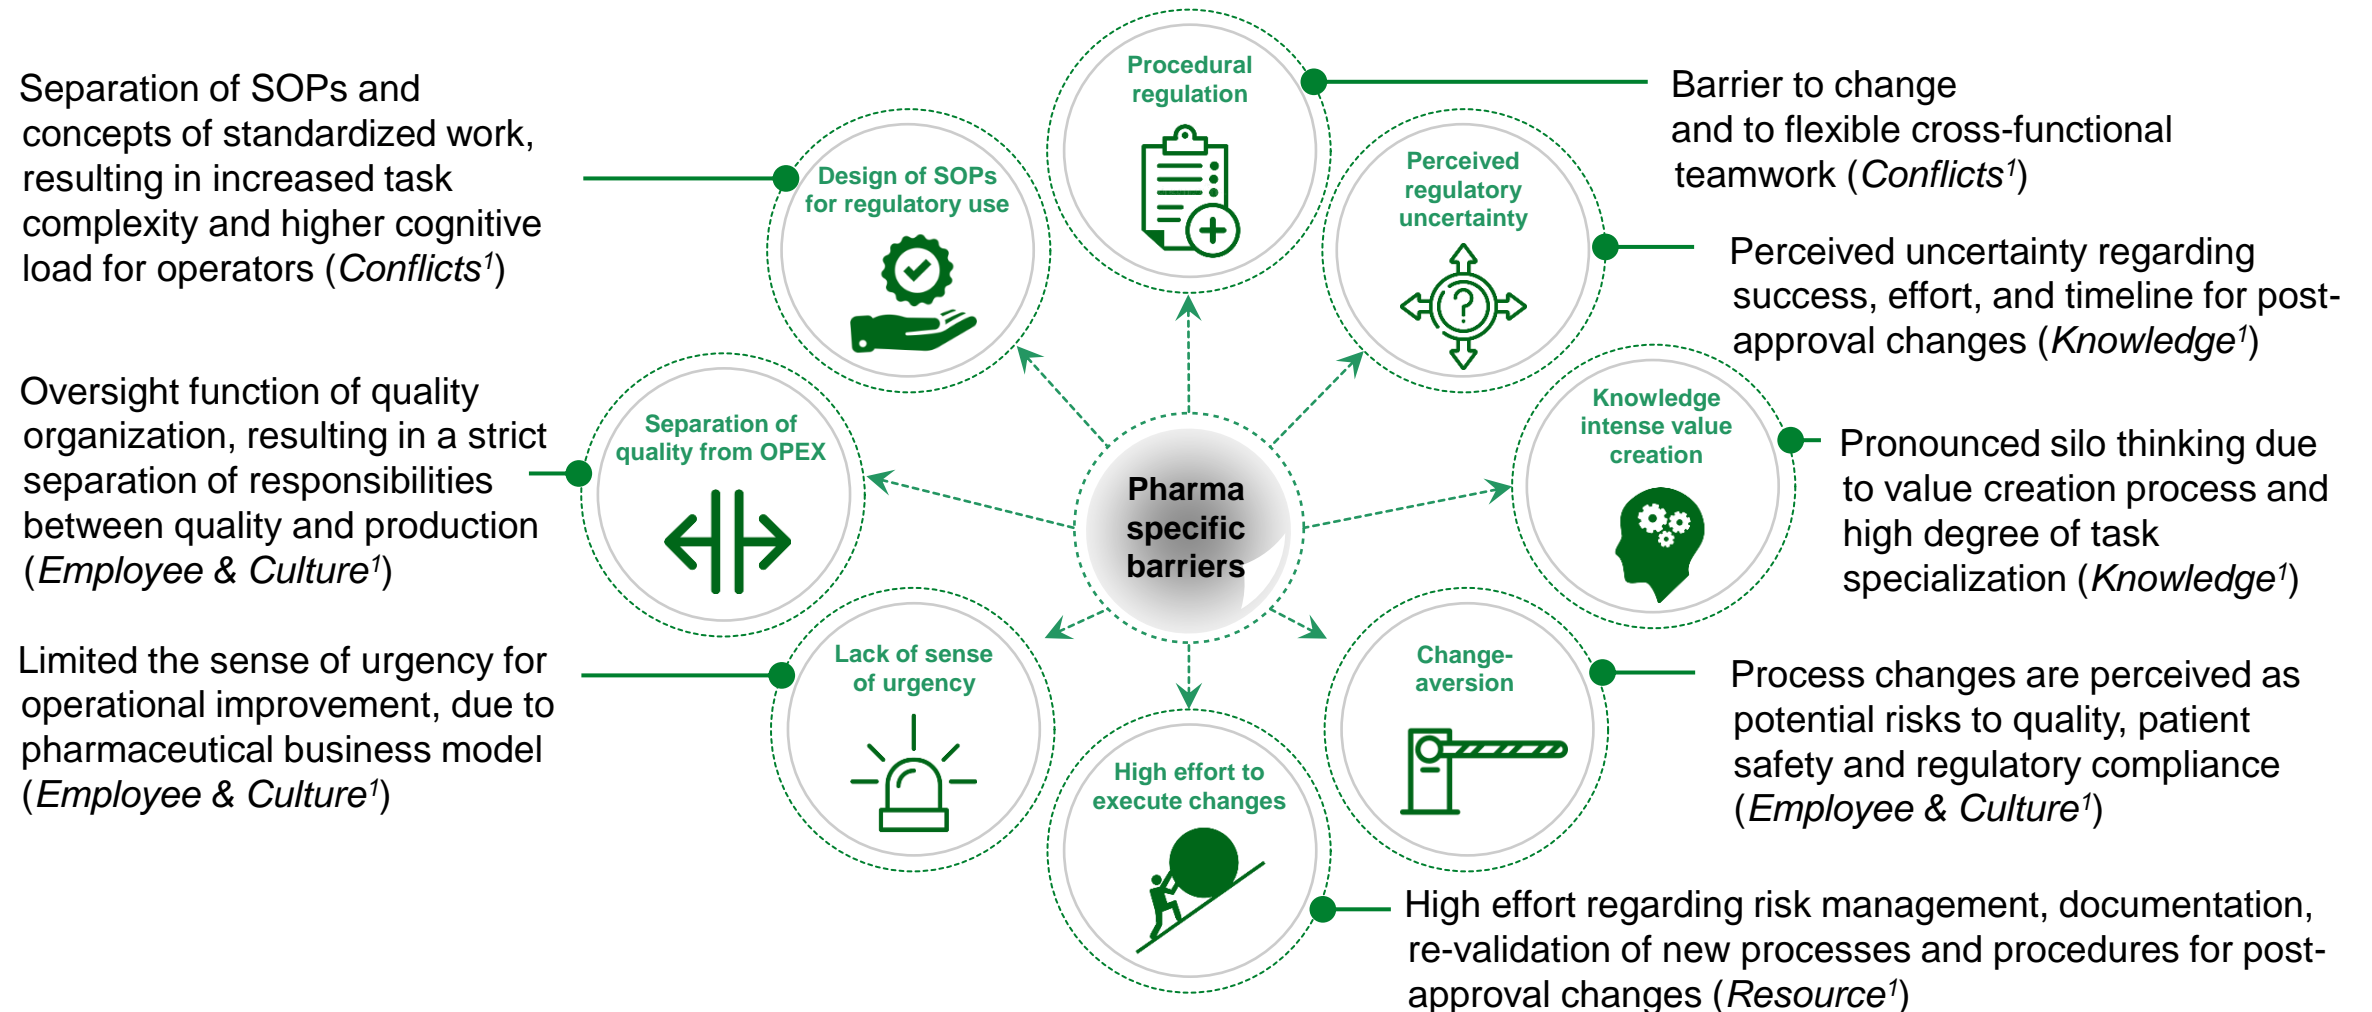 Separation of SOPs and
concepts of standardized work,
resulting in increased task
complexity and higher cognitive
load for operators (Conflicts¹)
Oversight function of quality
organization, resulting in a strict
separation of responsibilities
between quality and production
(Employee & Culture¹)
Limited the sense of urgency for
operational improvement, due to
pharmaceutical business model
(Employee & Culture¹)
Procedural
regulation
Design of SOPs
for regulatory use
Perceived
regulatory
uncertainty
?
Separation of
quality from OPEX
Knowledge
intense value
creation
Pharma
specific
barriers
Lack of sense
of urgency
Change-
aversion
High effort to
execute changes
Barrier to change
and to flexible cross-functional
teamwork (Conflicts¹)
Perceived uncertainty regarding
success, effort, and timeline for post-
approval changes (Knowledge¹)
Pronounced silo thinking due
to value creation process and
high degree of task
specialization (Knowledge¹)
Process changes are perceived as
potential risks to quality, patient
safety and regulatory compliance
(Employee & Culture¹)
High effort regarding risk management, documentation,
re-validation of new processes and procedures for post-
approval changes (Resource¹)